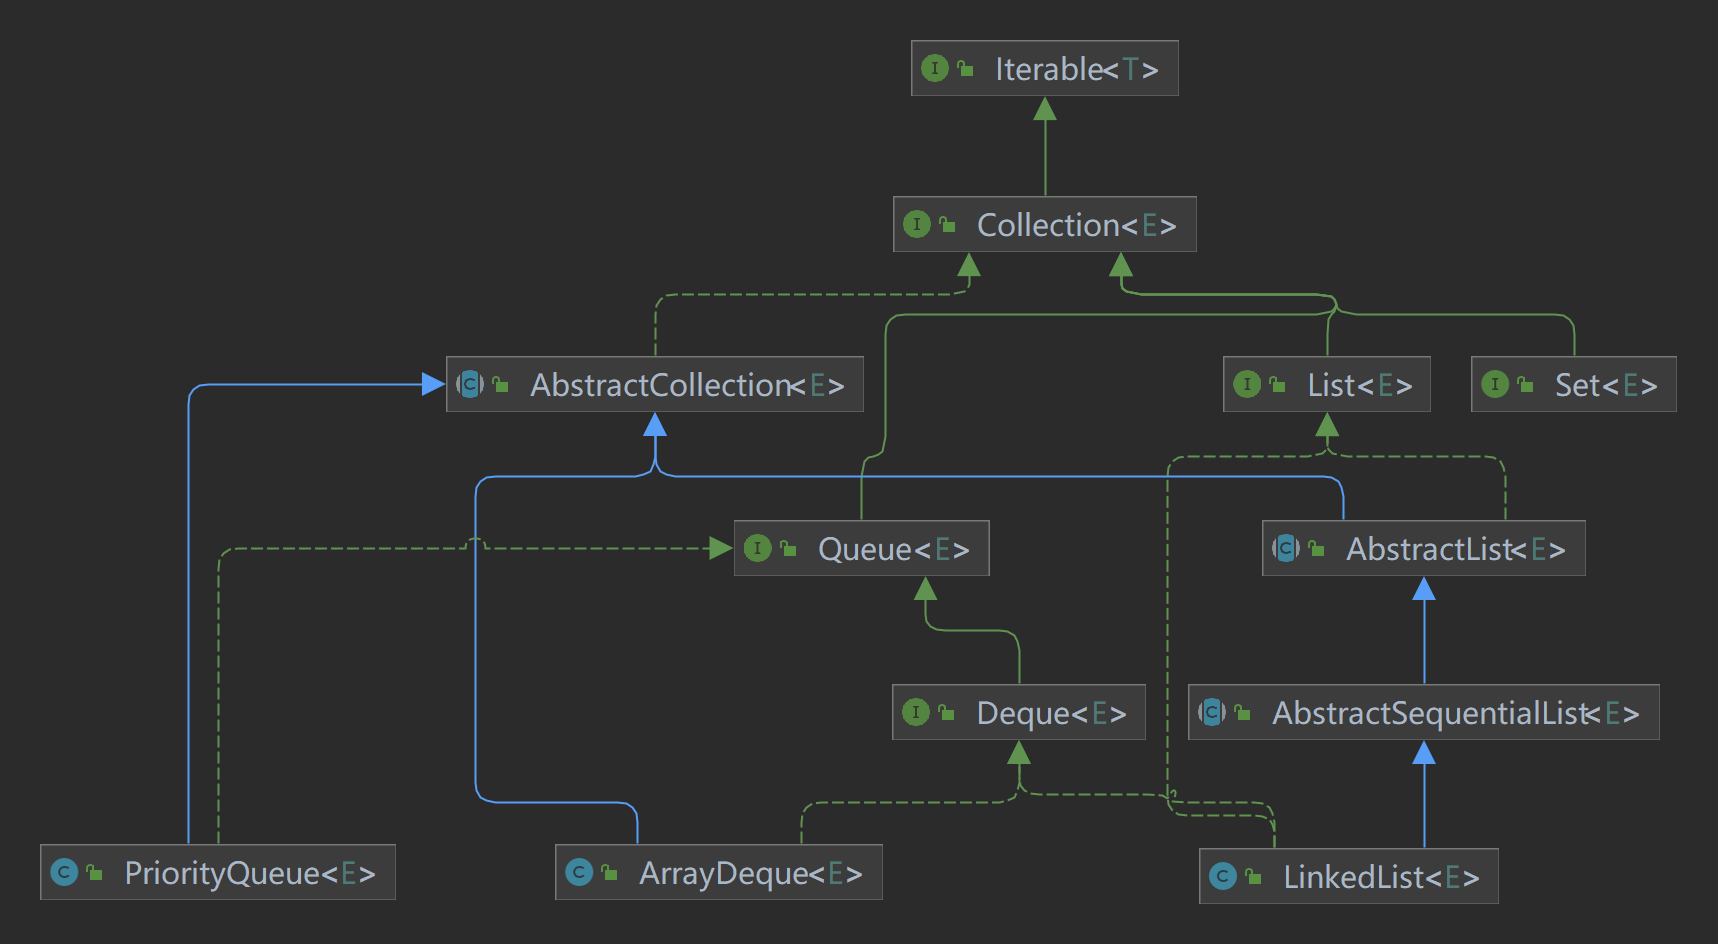 I Iterable<T>
I Collection<E>
C AbstractCollection<E>
I List<E>
I Set<E>
I Queue<E>
C AbstractList<E>
I Deque<E>
C AbstractSequentialList<E>
C PriorityQueue<E>
C ArrayDeque<E>
C LinkedList<E>